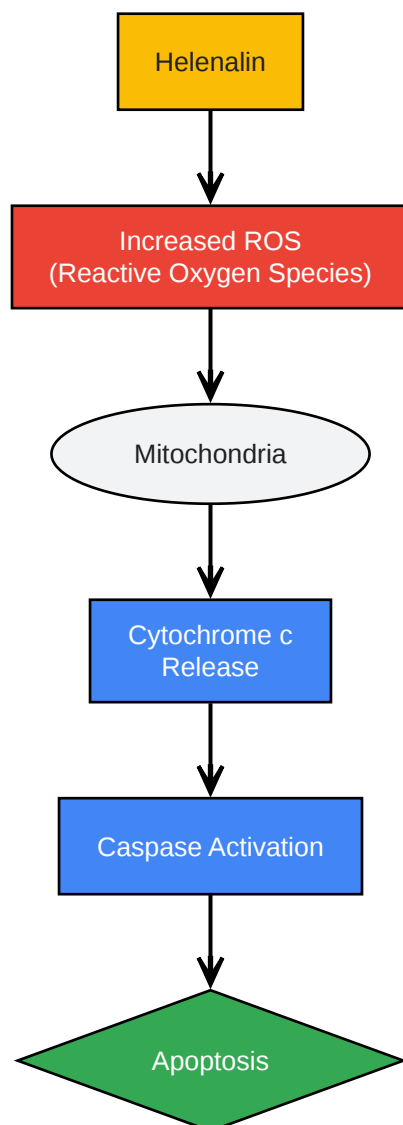 Helenalin
Increased ROS
(Reactive Oxygen Species)
Mitochondria
Cytochrome c
Release
Caspase Activation
Apoptosis